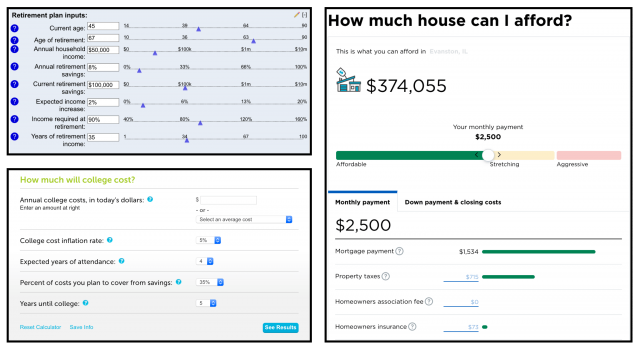 Retirement plan inputs:
[-]
Current age: 45 16 39 64 90
Age of retirement: 67 10 36 63 90
Annual household income: $50,000 $0 $100k $1m $10m
Annual retirement savings: 8% 0% 33% 66% 100%
Current retirement savings: $100,000 $0 $100k $1m $10m
Expected income increase: 2% 0% 6% 13% 20%
Income required at retirement: 90% 40% 80% 120% 160%
Years of retirement income: 35 1 34 67 100
How much will college cost?
Annual college costs, in today's dollars: ? $
Enter an amount at right
- or -
Select an average cost
College cost inflation rate: ? 5%
Expected years of attendance: ? 4
Percent of costs you plan to cover from savings: ? 35%
Years until college: ? 5
Reset Calculator Save Info See Results
How much house can I afford?
This is what you can afford in Evanston, IL
$374,055
Your monthly payment
$2,500
Affordable Stretching Aggressive
Monthly payment Down payment & closing costs
$2,500
Mortgage payment ? $1,534
Property taxes ? $715
Homeowners association fee ? $0
Homeowners insurance ? $73